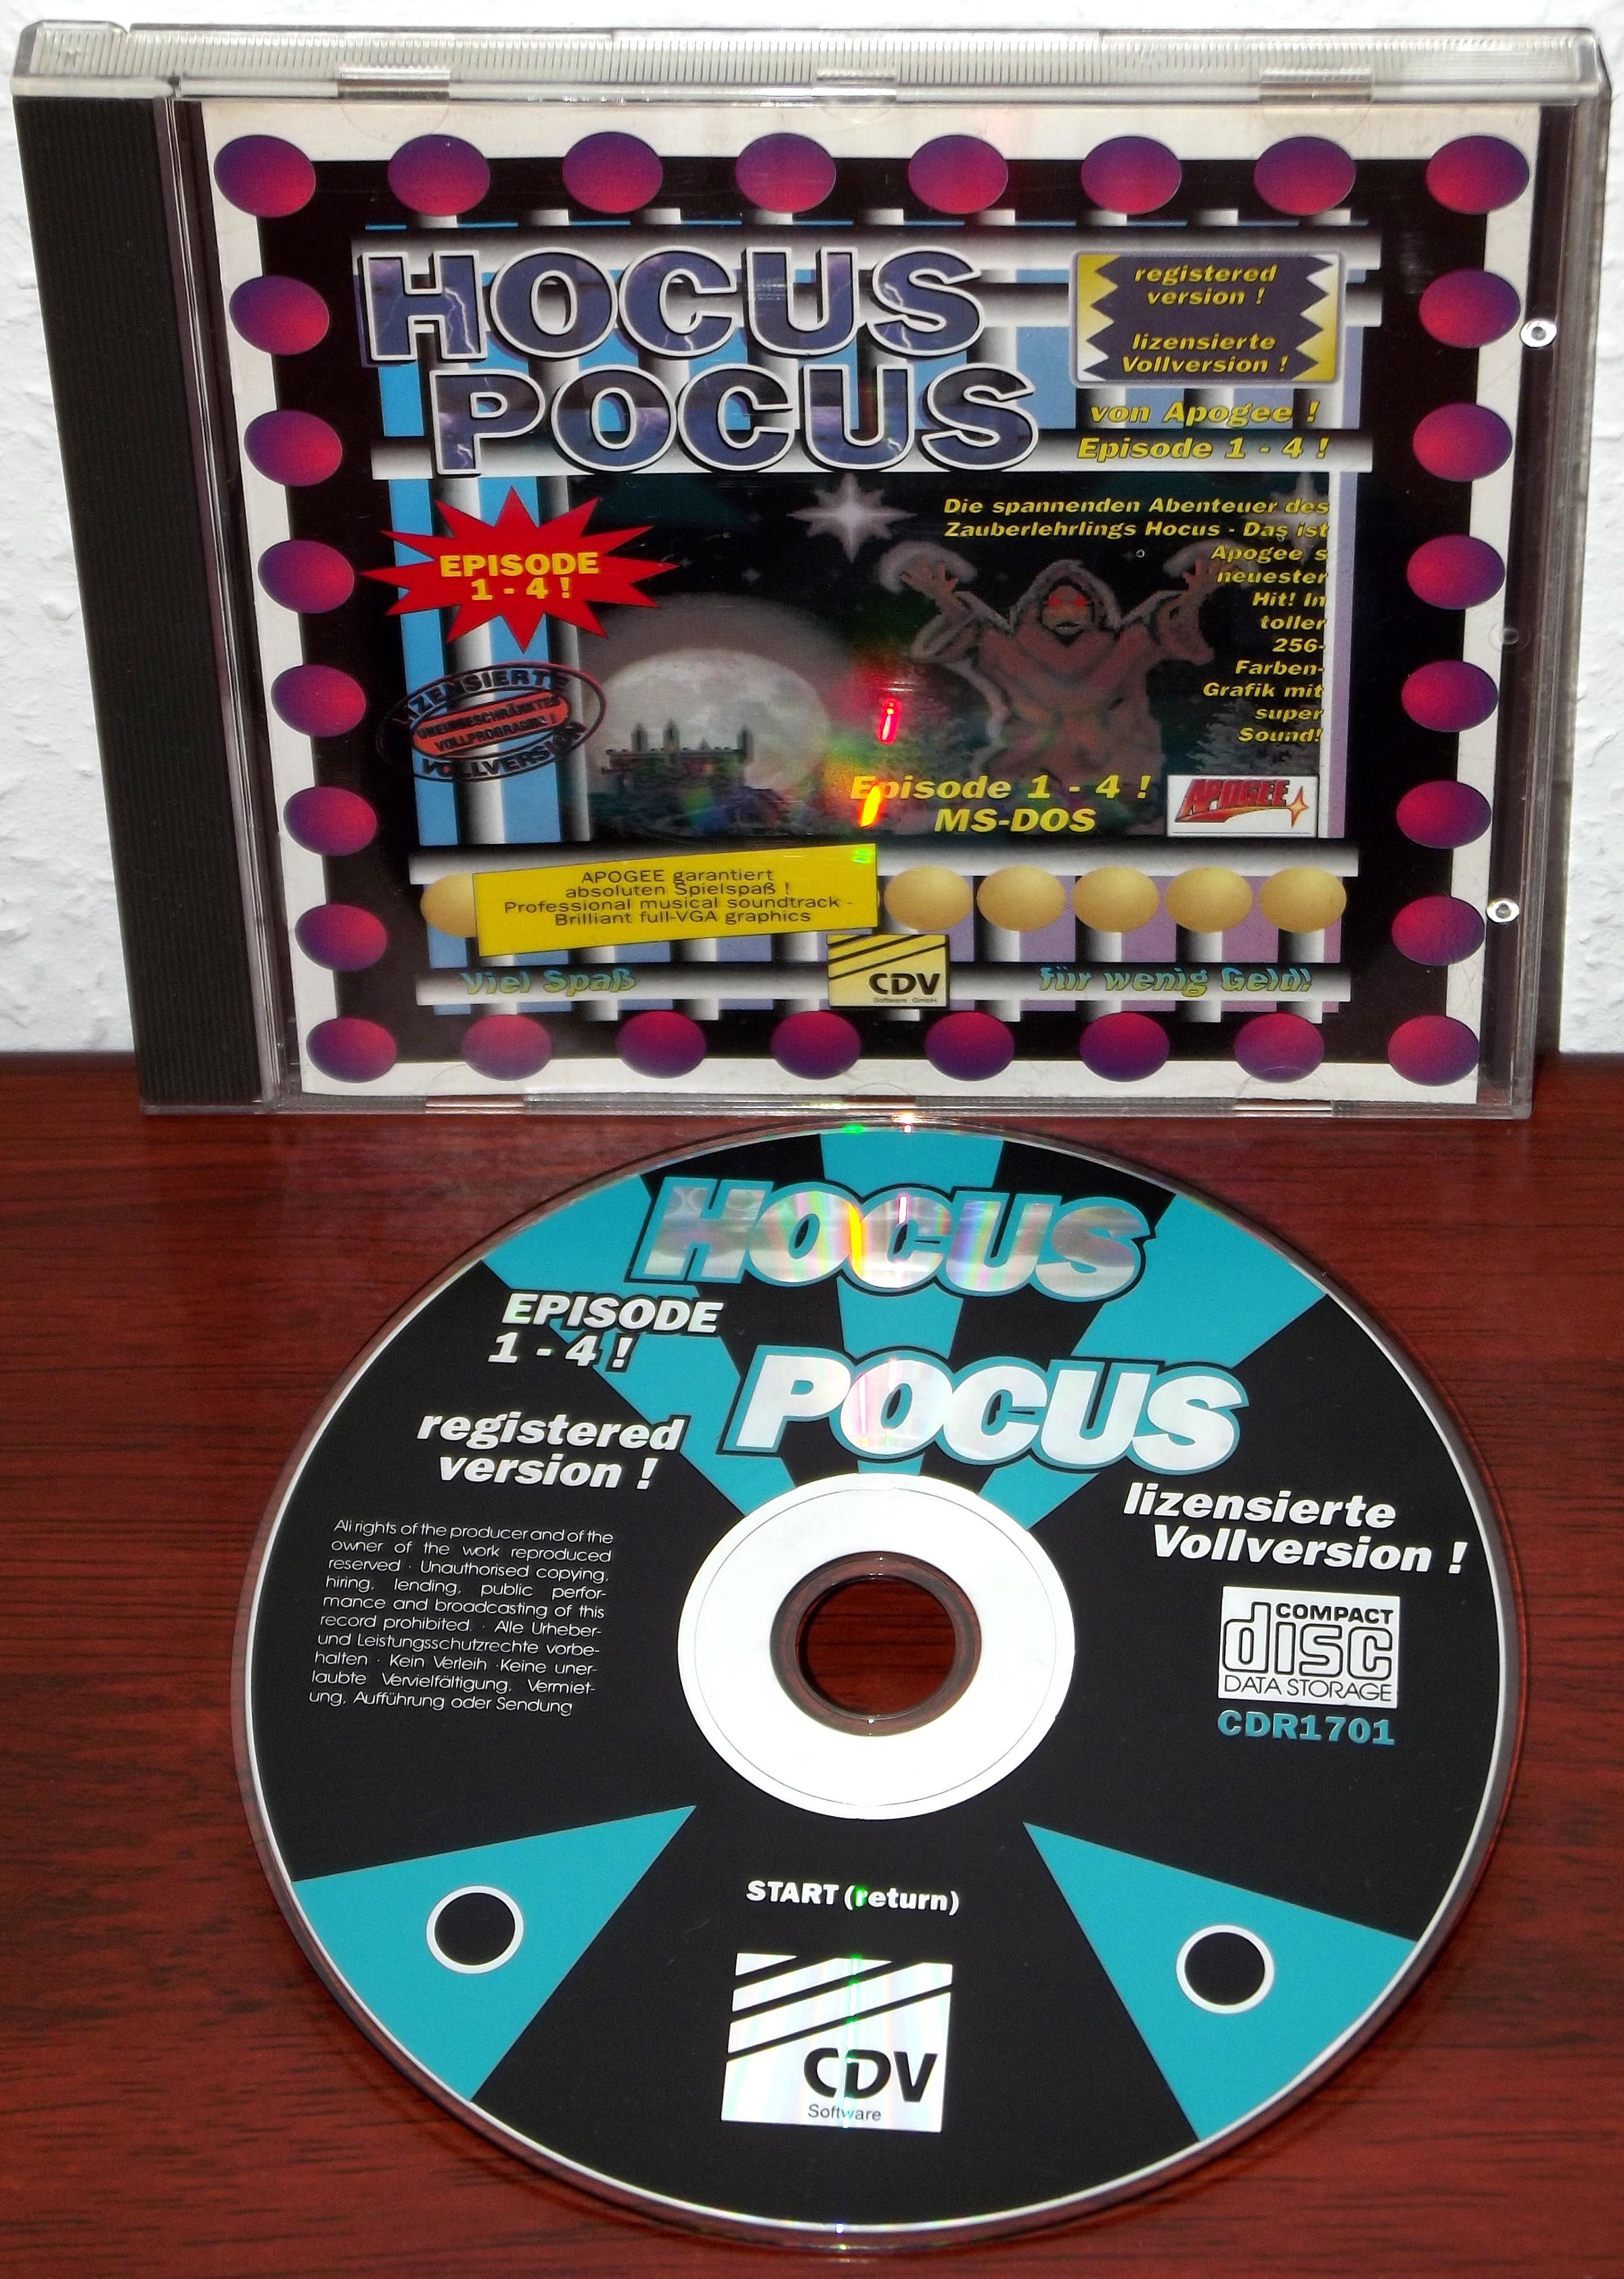 HOCUS
POCUS
registered
version !
lizensierte
Vollversion !
von Apogee !
Episode 1 - 4 !
EPISODE
1 - 4 !
Die spannenden Abenteuer des
Zauberlehrlings Hocus - Das ist
Apogee's
neuester
Hit! In
toller
256-
Farben-
Grafik mit
super
Sound!
LIZENSIERTE
UNEINGESCHRÄNKTES
VOLLPROGRAMM !
VOLLVERSION
Episode 1 - 4 !
MS-DOS
APOGEE
APOGEE garantiert
absoluten Spielspaß !
Professional musical soundtrack -
Brilliant full-VGA graphics
Viel Spaß
CDV
Software GmbH
für wenig Geld!
HOCUS
POCUS
EPISODE
1 - 4 !
registered
version !
lizensierte
Vollversion !
All rights of the producer and of the
owner of the work reproduced
reserved · Unauthorised copying,
hiring, lending, public perfor-
mance and broadcasting of this
record prohibited. · Alle Urheber-
und Leistungsschutzrechte vorbe-
halten · Kein Verleih ·Keine uner-
laubte Vervielfältigung, Vermiet-
ung, Aufführung oder Sendung
COMPACT
disc
DATA STORAGE
CDR1701
START (return)
CDV
Software